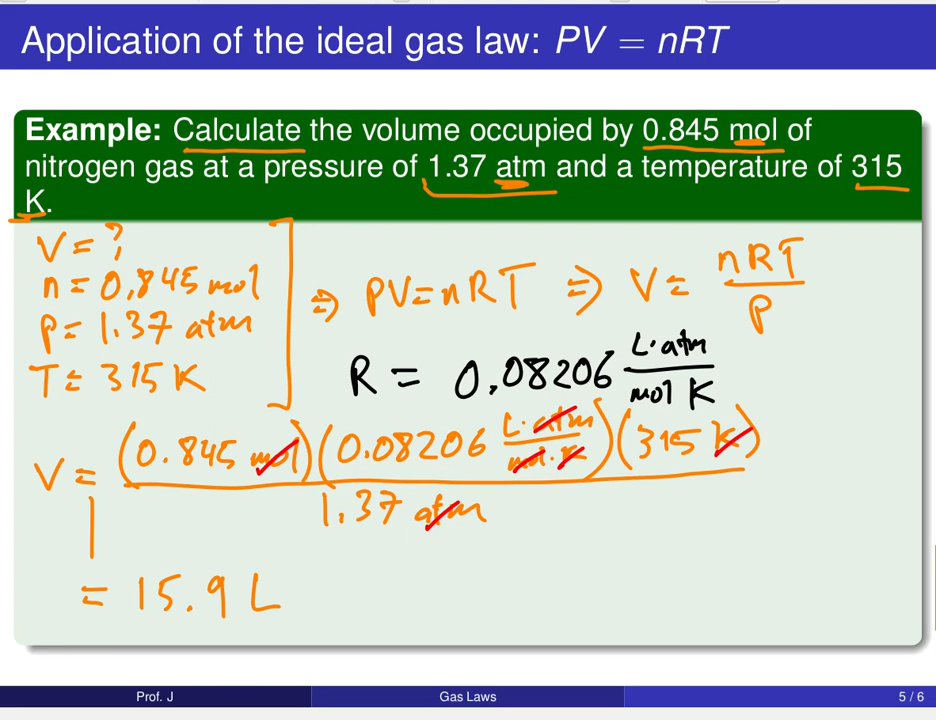 Application of the ideal gas law: PV = nRT
Example: Calculate the volume occupied by 0.845 mol of
nitrogen gas at a pressure of 1.37 atm and a temperature of 315
K.
V = ?
n = 0.845 mol
P = 1.37 atm
T = 315 K
⇒ PV = nRT ⇒ V = nRT / P
R = 0.08206 L·atm / mol K
V = (0.845 mol)(0.08206 L·atm / mol·K)(315 K) / 1.37 atm
= 15.9 L
Prof. J Gas Laws 5 / 6